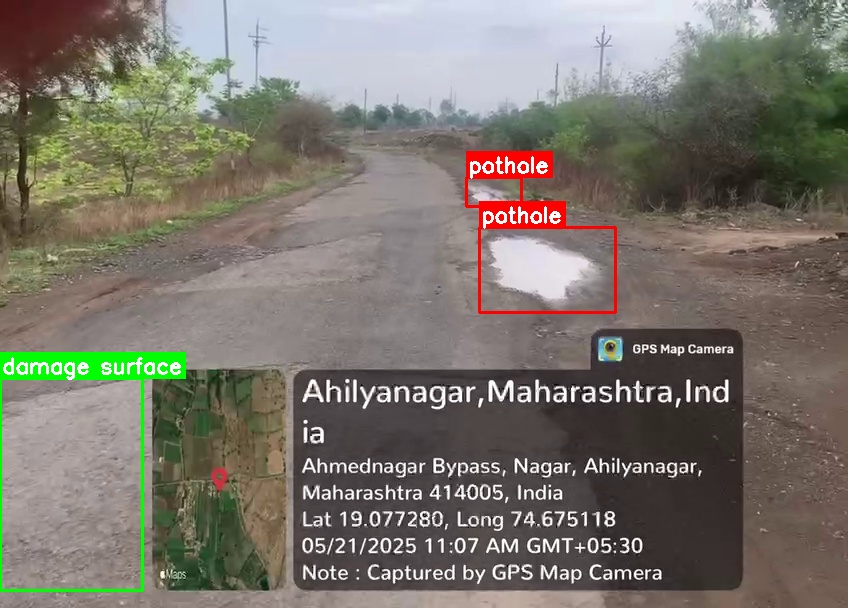 pothole
pothole
damage surface
GPS Map Camera
Ahilyanagar,Maharashtra,Ind
ia
Ahmednagar Bypass, Nagar, Ahilyanagar,
Maharashtra 414005, India
Lat 19.077280, Long 74.675118
05/21/2025 11:07 AM GMT+05:30
Note : Captured by GPS Map Camera
Maps